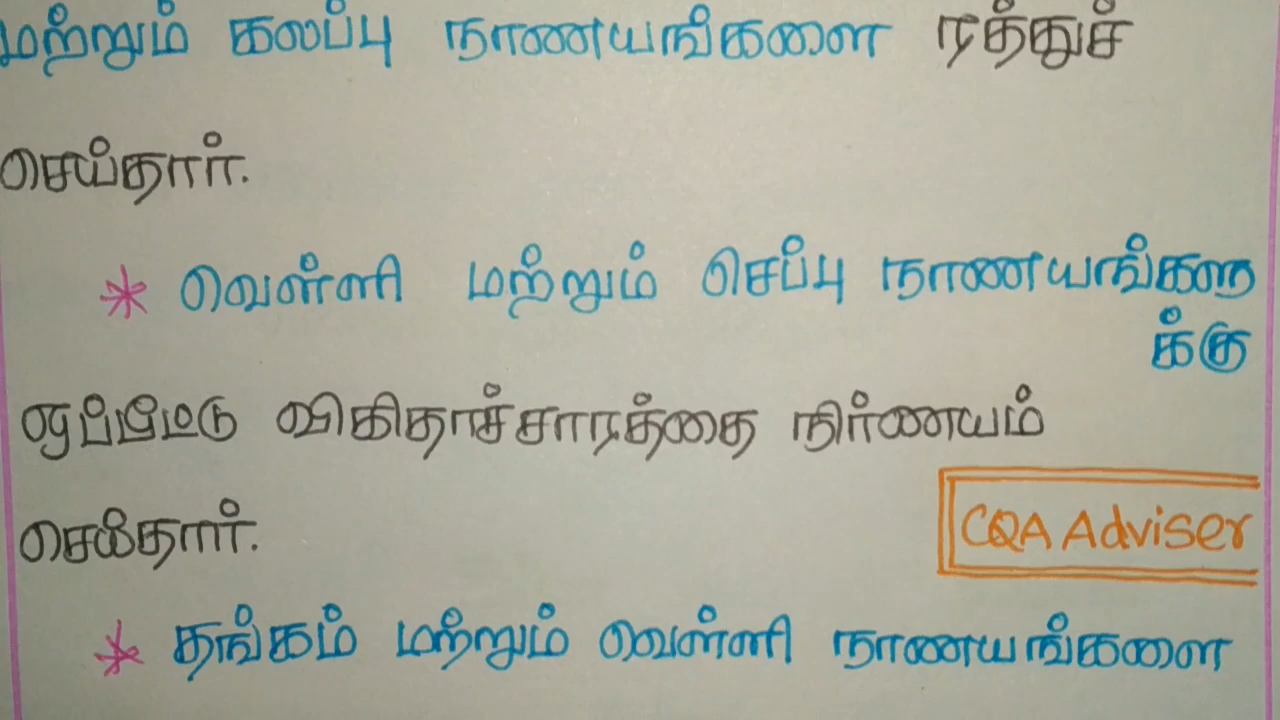 மற்றும் கலப்பு நாணயங்களை ரத்துச்
செய்தார்.
* வெள்ளி மற்றும் செப்பு நாணயங்களு
க்கு
ஒப்பீட்டு விகிதாச்சாரத்தை நிர்ணயம்
செய்தார்.
CQA Adviser
* தங்கம் மற்றும் வெள்ளி நாணயங்களை